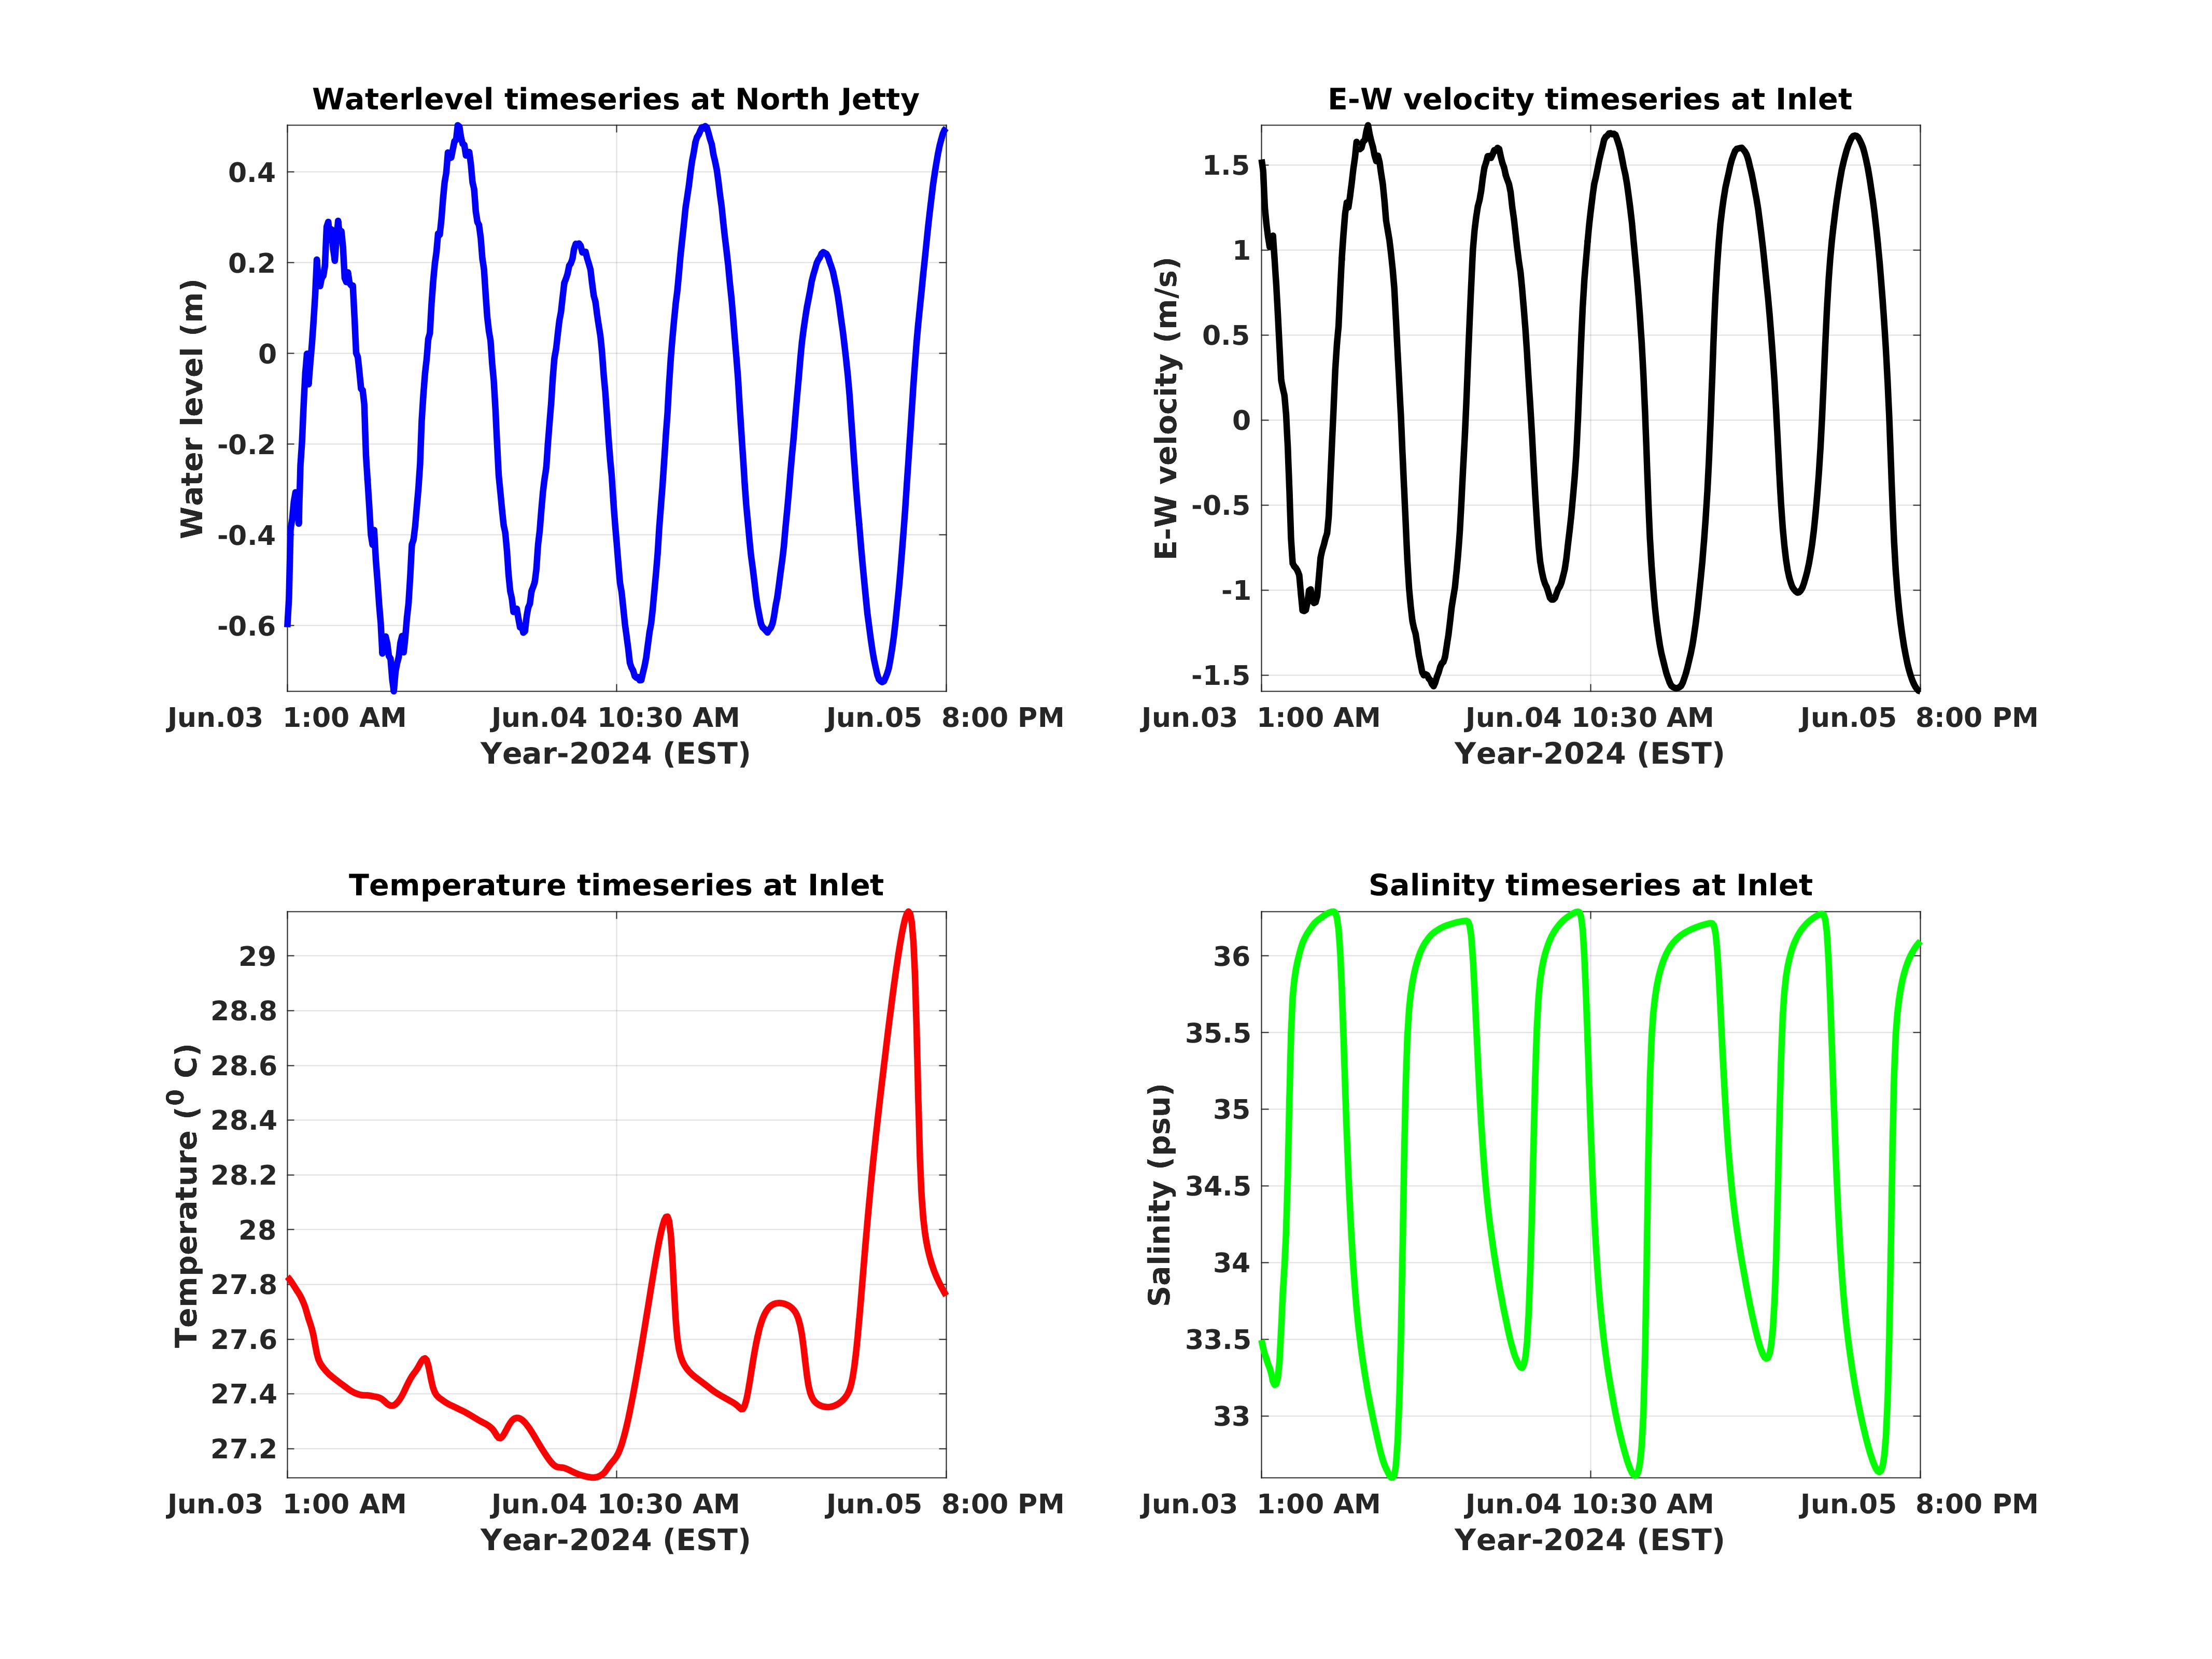 Waterlevel timeseries at North Jetty
Water level (m)
0.4
0.2
0
-0.2
-0.4
-0.6
Jun.03 1:00 AM
Jun.04 10:30 AM
Jun.05 8:00 PM
Year-2024 (EST)
E-W velocity timeseries at Inlet
E-W velocity (m/s)
1.5
1
0.5
0
-0.5
-1
-1.5
Jun.03 1:00 AM
Jun.04 10:30 AM
Jun.05 8:00 PM
Year-2024 (EST)
Temperature timeseries at Inlet
Temperature (⁰ C)
29
28.8
28.6
28.4
28.2
28
27.8
27.6
27.4
27.2
Jun.03 1:00 AM
Jun.04 10:30 AM
Jun.05 8:00 PM
Year-2024 (EST)
Salinity timeseries at Inlet
Salinity (psu)
36
35.5
35
34.5
34
33.5
33
Jun.03 1:00 AM
Jun.04 10:30 AM
Jun.05 8:00 PM
Year-2024 (EST)